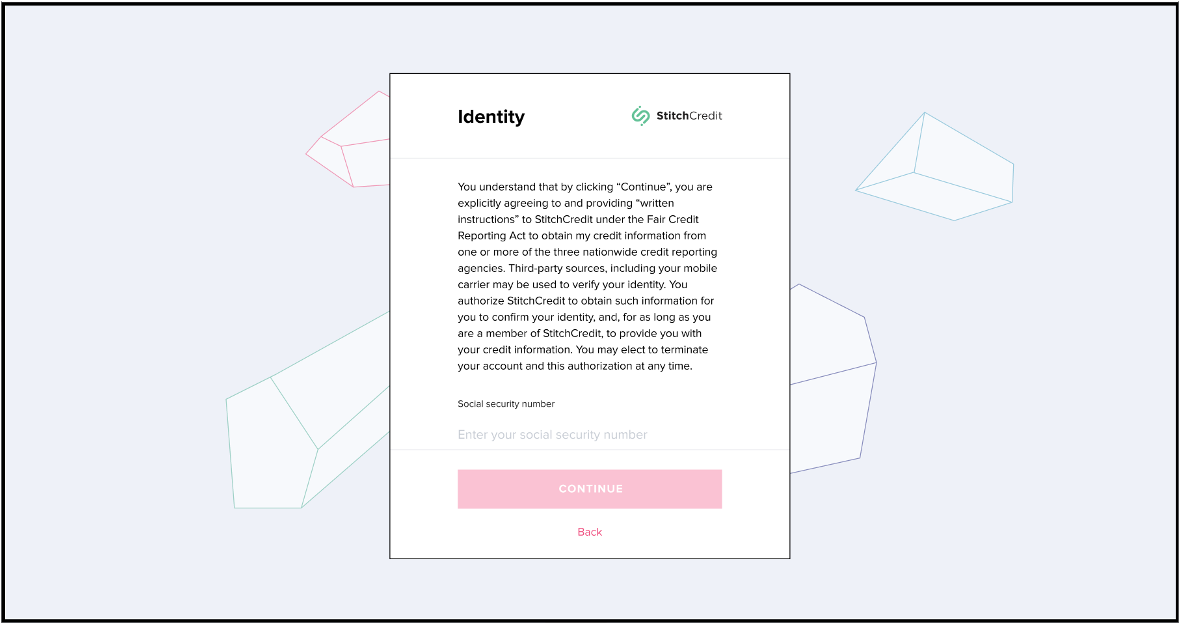 Identity
StitchCredit
You understand that by clicking “Continue”, you are
explicitly agreeing to and providing “written
instructions” to StitchCredit under the Fair Credit
Reporting Act to obtain my credit information from
one or more of the three nationwide credit reporting
agencies. Third-party sources, including your mobile
carrier may be used to verify your identity. You
authorize StitchCredit to obtain such information for
you to confirm your identity, and, for as long as you
are a member of StitchCredit, to provide you with
your credit information. You may elect to terminate
your account and this authorization at any time.
Social security number
Enter your social security number
CONTINUE
Back